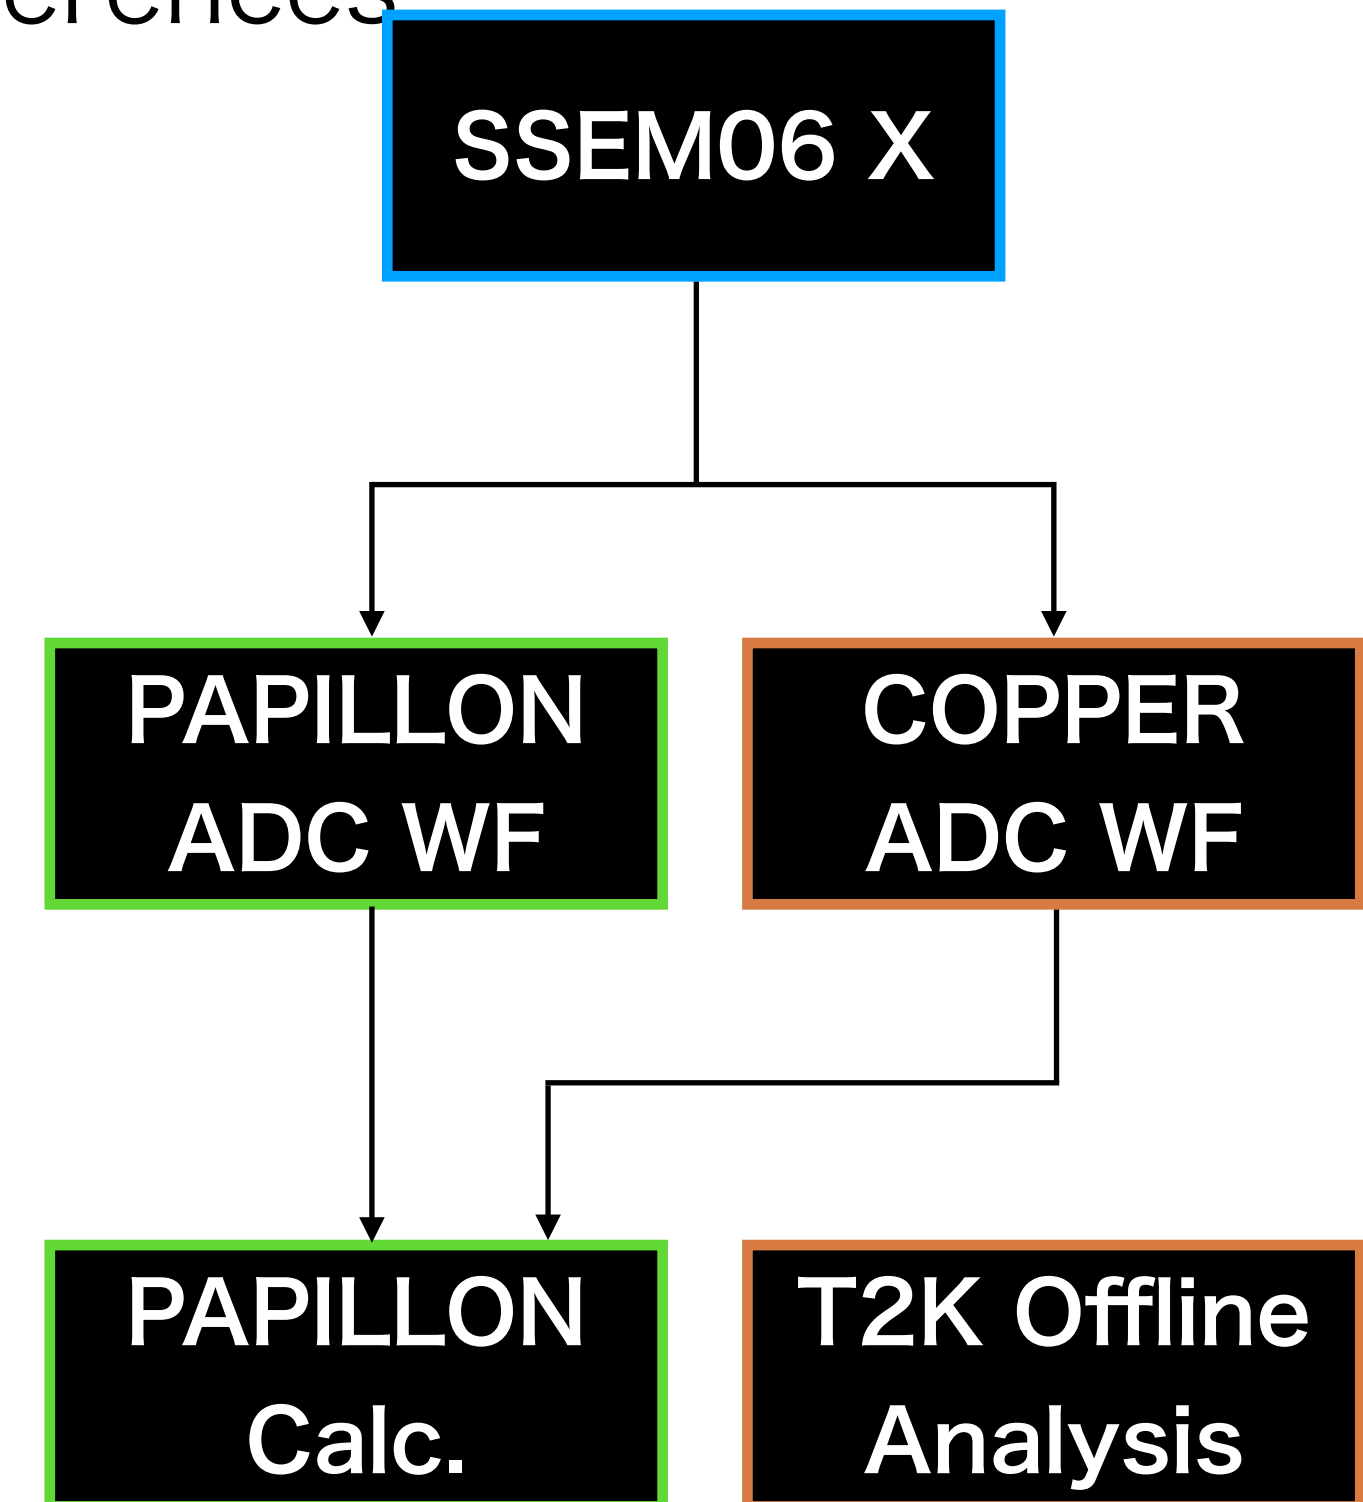 SSEM06 X
PAPILLON
ADC WF
COPPER
ADC WF
PAPILLON
Calc.
T2K Offline
Analysis